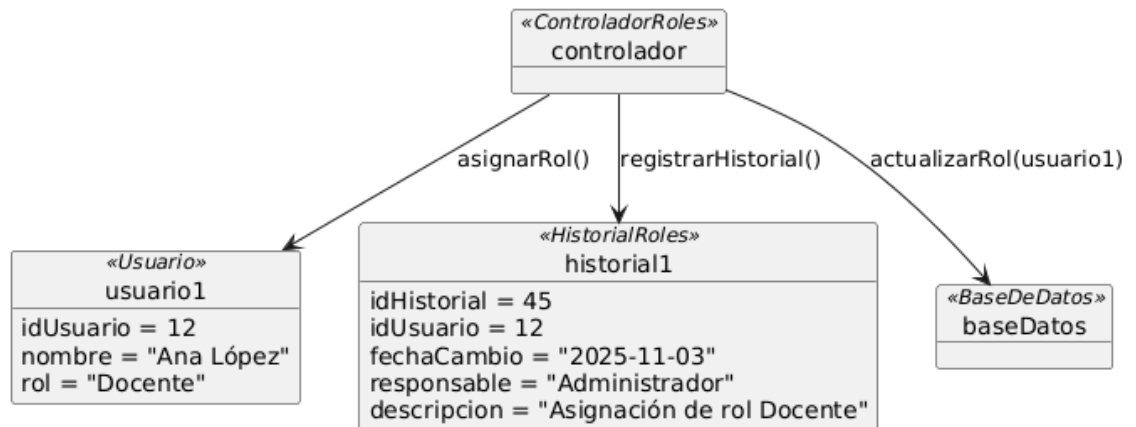 «ControladorRoles»
controlador
asignarRol()
registrarHistorial()
actualizarRol(usuario1)
«Usuario»
usuario1
idUsuario = 12
nombre = "Ana López"
rol = "Docente"
«HistorialRoles»
historial1
idHistorial = 45
idUsuario = 12
fechaCambio = "2025-11-03"
responsable = "Administrador"
descripcion = "Asignación de rol Docente"
«BaseDeDatos»
baseDatos